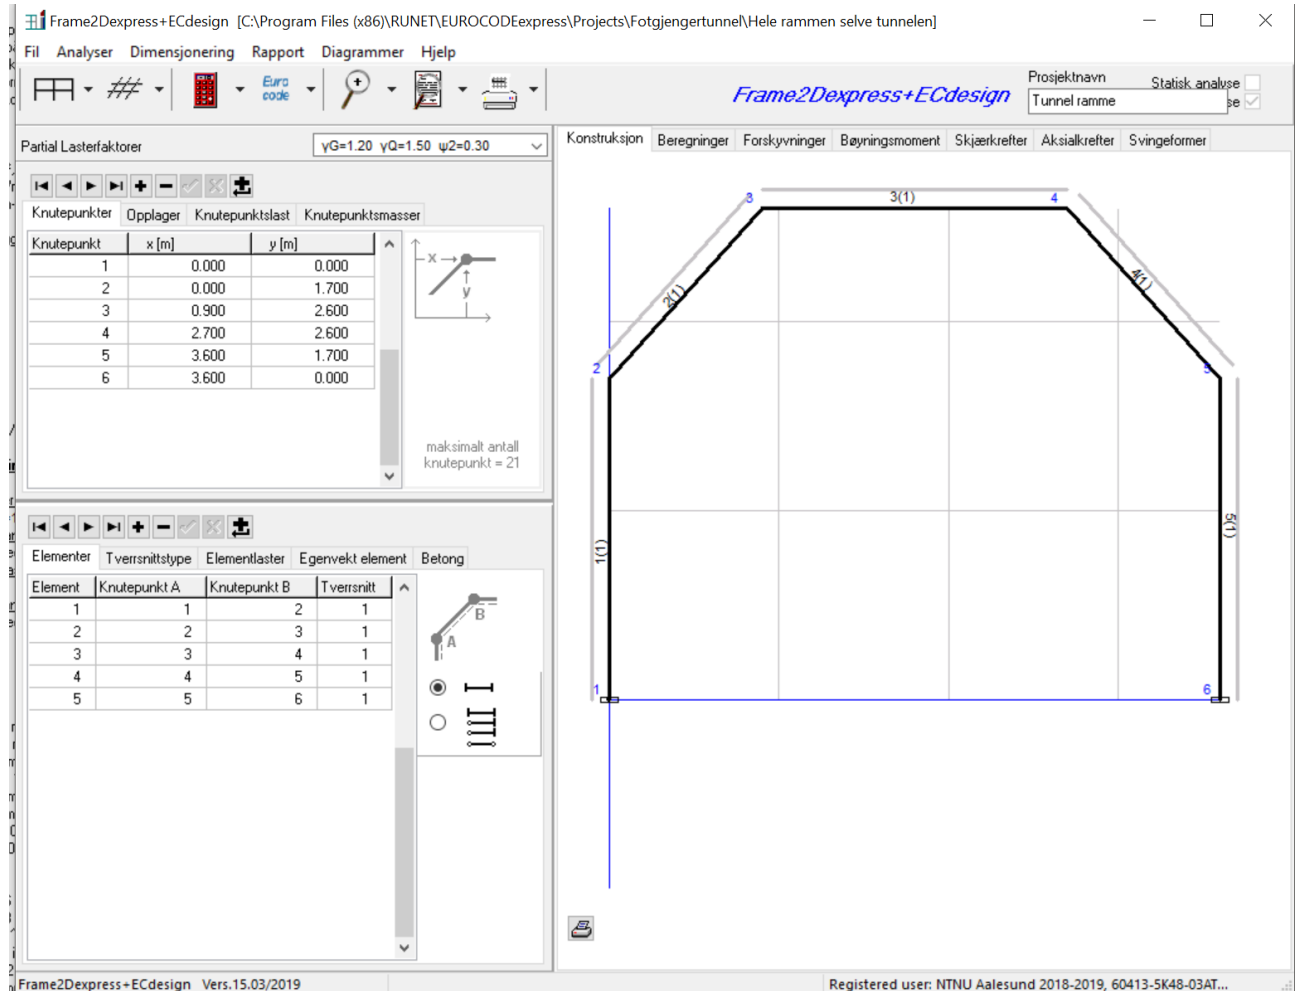 Frame2Dexpress+ECdesign [C:\Program Files (x86)\RUNET\EUROCODEexpress\Projects\Fotgjengertunnel\Hele rammen selve tunnelen]
Fil Analyser Dimensjonering Rapport Diagrammer Hjelp
Euro
code
Frame2Dexpress+ECdesign
Prosjektnavn
Statisk analyse
Tunnel ramme
se
Partial Lasterfaktorer
γG=1.20 γQ=1.50 ψ2=0.30
Konstruksjon Beregninger Forskyvninger Bøyningsmoment Skjærkrefter Aksialkrefter Svingeformer
Knutepunkter Opplager Knutepunktslast Knutepunktsmasser
Knutepunkt x [m] y [m]
1 0.000 0.000
2 0.000 1.700
3 0.900 2.600
4 2.700 2.600
5 3.600 1.700
6 3.600 0.000
x
y
maksimalt antall
knutepunkt = 21
Elementer Tverrsnittstype Elementlaster Egenvekt element Betong
Element Knutepunkt A Knutepunkt B Tverrsnitt
1 1 2 1
2 2 3 1
3 3 4 1
4 4 5 1
5 5 6 1
B
A
3 3(1) 4
2(1) 4(1)
2 5
1(1) 5(1)
1 6
Frame2Dexpress+ECdesign Vers.15.03/2019
Registered user: NTNU Aalesund 2018-2019, 60413-5K48-03AT...